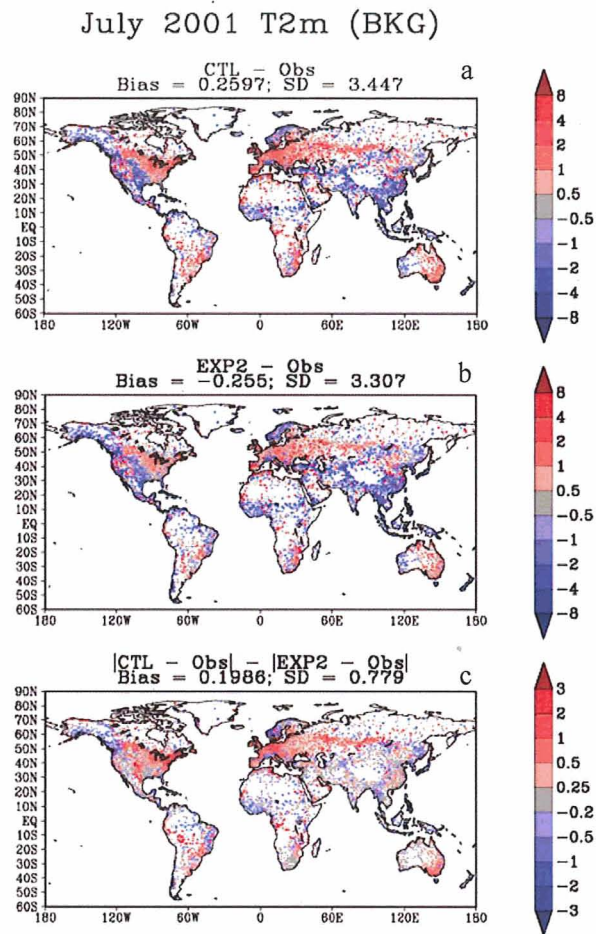 July 2001 T2m (BKG)
CTL - Obs a
Bias = 0.2597; SD = 3.447
90N
80N
70N
60N
50N
40N
30N
20N
10N
EQ
10S
20S
30S
40S
50S
60S
180 120W 60W 0 60E 120E 180
8
4
2
1
0.5
-0.5
-1
-2
-4
-8
EXP2 - Obs b
Bias = -0.255; SD = 3.307
90N
80N
70N
60N
50N
40N
30N
20N
10N
EQ
10S
20S
30S
40S
50S
60S
180 120W 60W 0 60E 120E 180
8
4
2
1
0.5
-0.5
-1
-2
-4
-8
|CTL - Obs| - |EXP2 - Obs|
Bias = 0.1986; SD = 0.779 c
90N
80N
70N
60N
50N
40N
30N
20N
10N
EQ
10S
20S
30S
40S
50S
60S
180 120W 60W 0 60E 120E 180
3
2
1
0.5
0.25
-0.2
-0.5
-1
-2
-3